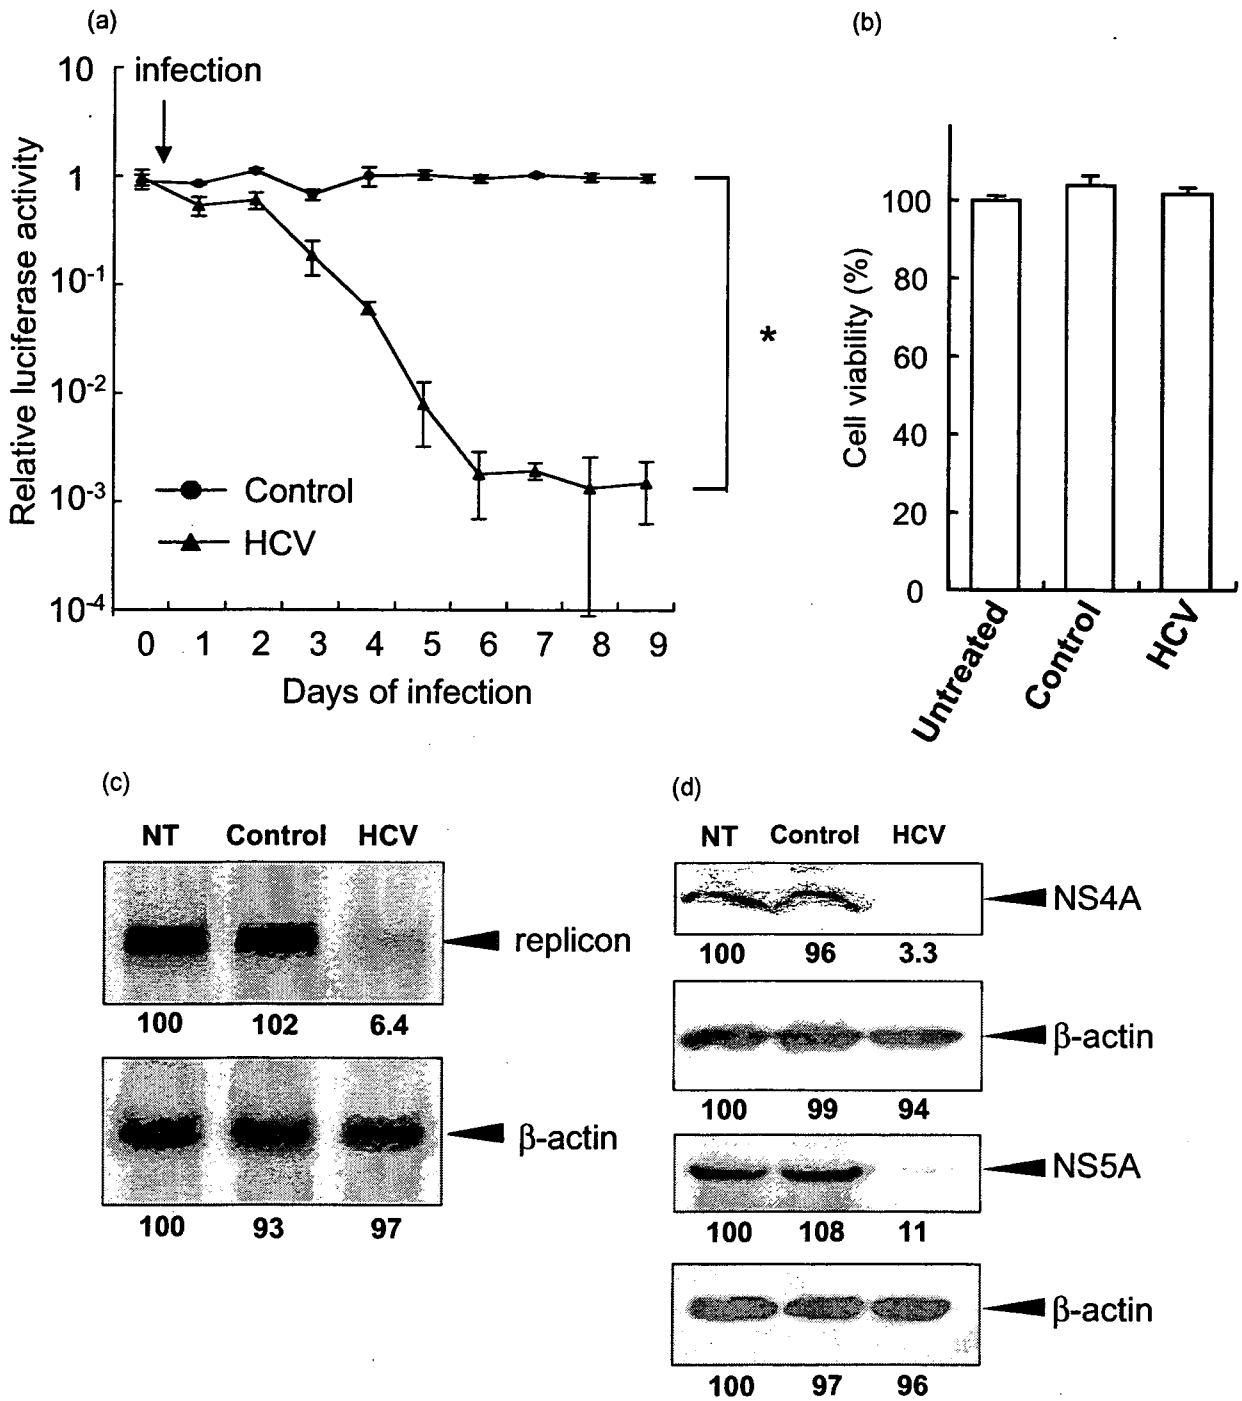 (a)
10
infection
1
10-1
10-2
10-3
10-4
Relative luciferase activity
Control
HCV
*
0 1 2 3 4 5 6 7 8 9
Days of infection
(b)
100
80
60
40
20
0
Cell viability (%)
Untreated
Control
HCV
(c)
NT Control HCV
replicon
100 102 6.4
β-actin
100 93 97
(d)
NT Control HCV
NS4A
100 96 3.3
β-actin
100 99 94
NS5A
100 108 11
β-actin
100 97 96